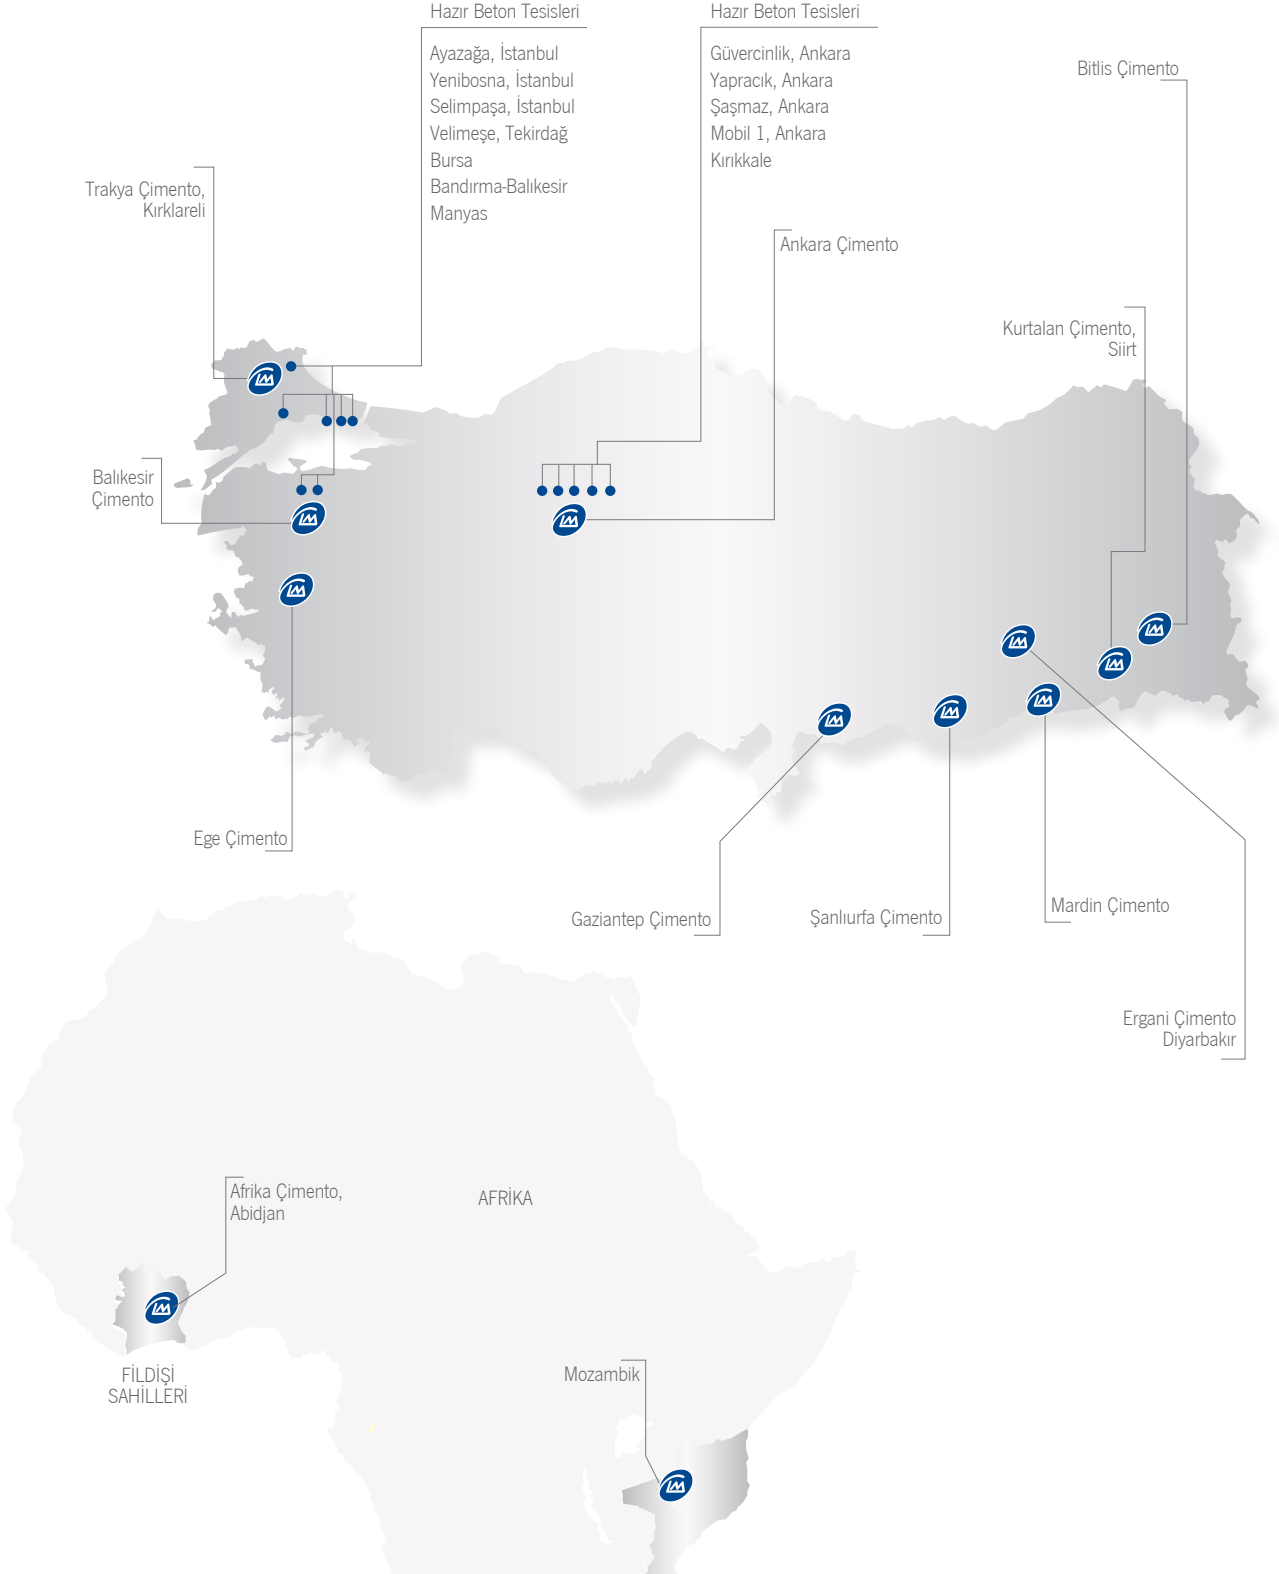 Hazır Beton Tesisleri
Ayazağa, İstanbul
Yenibosna, İstanbul
Selimpaşa, İstanbul
Velimeşe, Tekirdağ
Bursa
Bandırma-Balıkesir
Manyas
Hazır Beton Tesisleri
Güvercinlik, Ankara
Yapracık, Ankara
Şaşmaz, Ankara
Mobil 1, Ankara
Kırıkkale
Bitlis Çimento
Trakya Çimento,
Kırklareli
Ankara Çimento
Kurtalan Çimento,
Siirt
Balıkesir
Çimento
Ege Çimento
Gaziantep Çimento
Şanlıurfa Çimento
Mardin Çimento
Ergani Çimento
Diyarbakır
Afrika Çimento,
Abidjan
AFRİKA
FİLDİŞİ
SAHİLLERİ
Mozambik